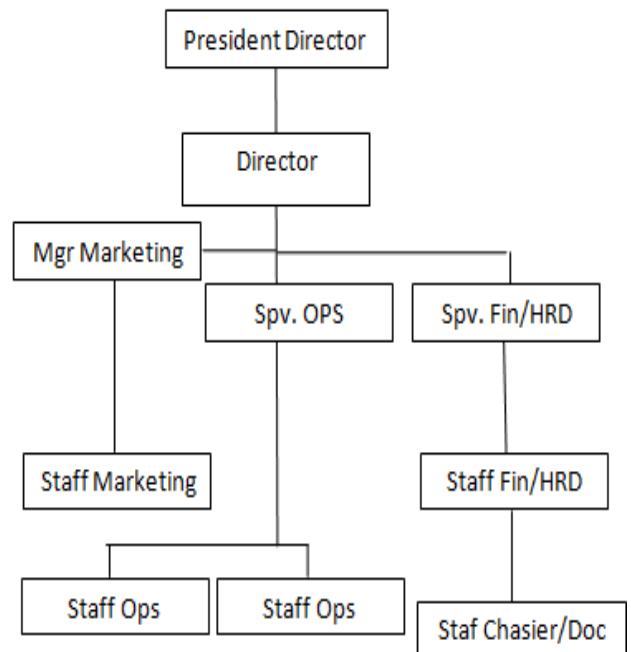 President Director
Director
Mgr Marketing
Spv. OPS
Spv. Fin/HRD
Staff Marketing
Staff Fin/HRD
Staff Ops
Staff Ops
Staf Chasier/Doc